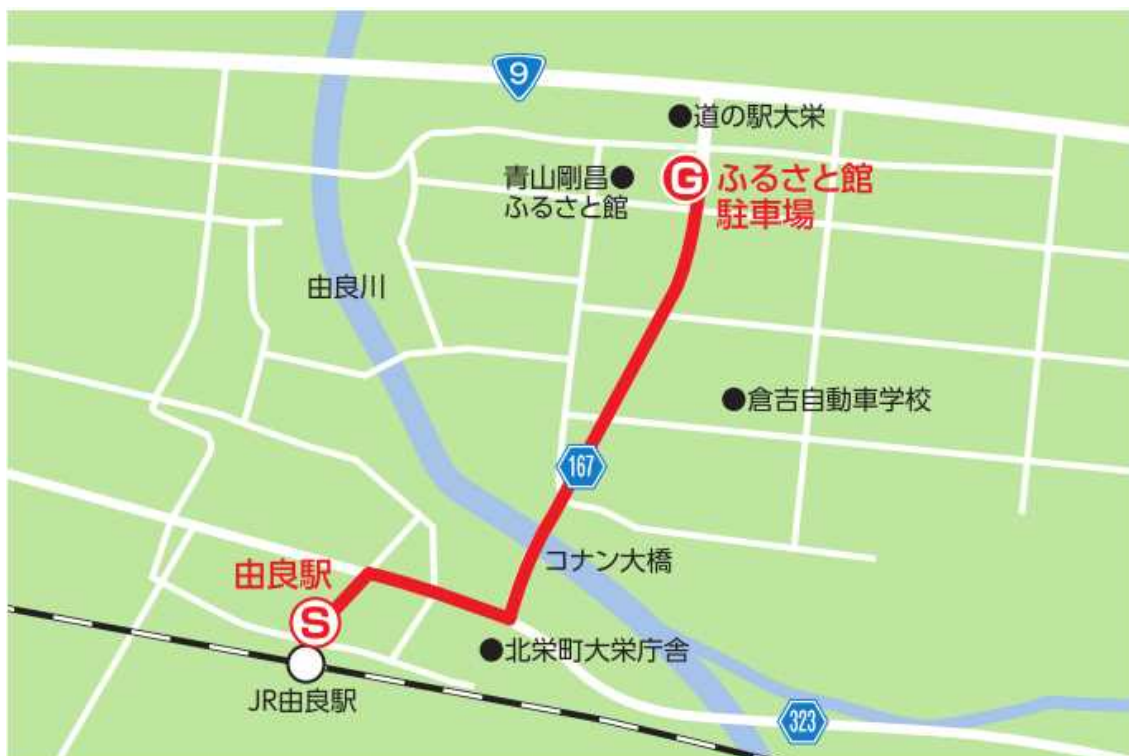 9
●道の駅大栄
青山剛昌●
ふるさと館
G
ふるさと館
駐車場
由良川
●倉吉自動車学校
167
コナン大橋
由良駅
S
●北栄町大栄庁舎
JR由良駅
323